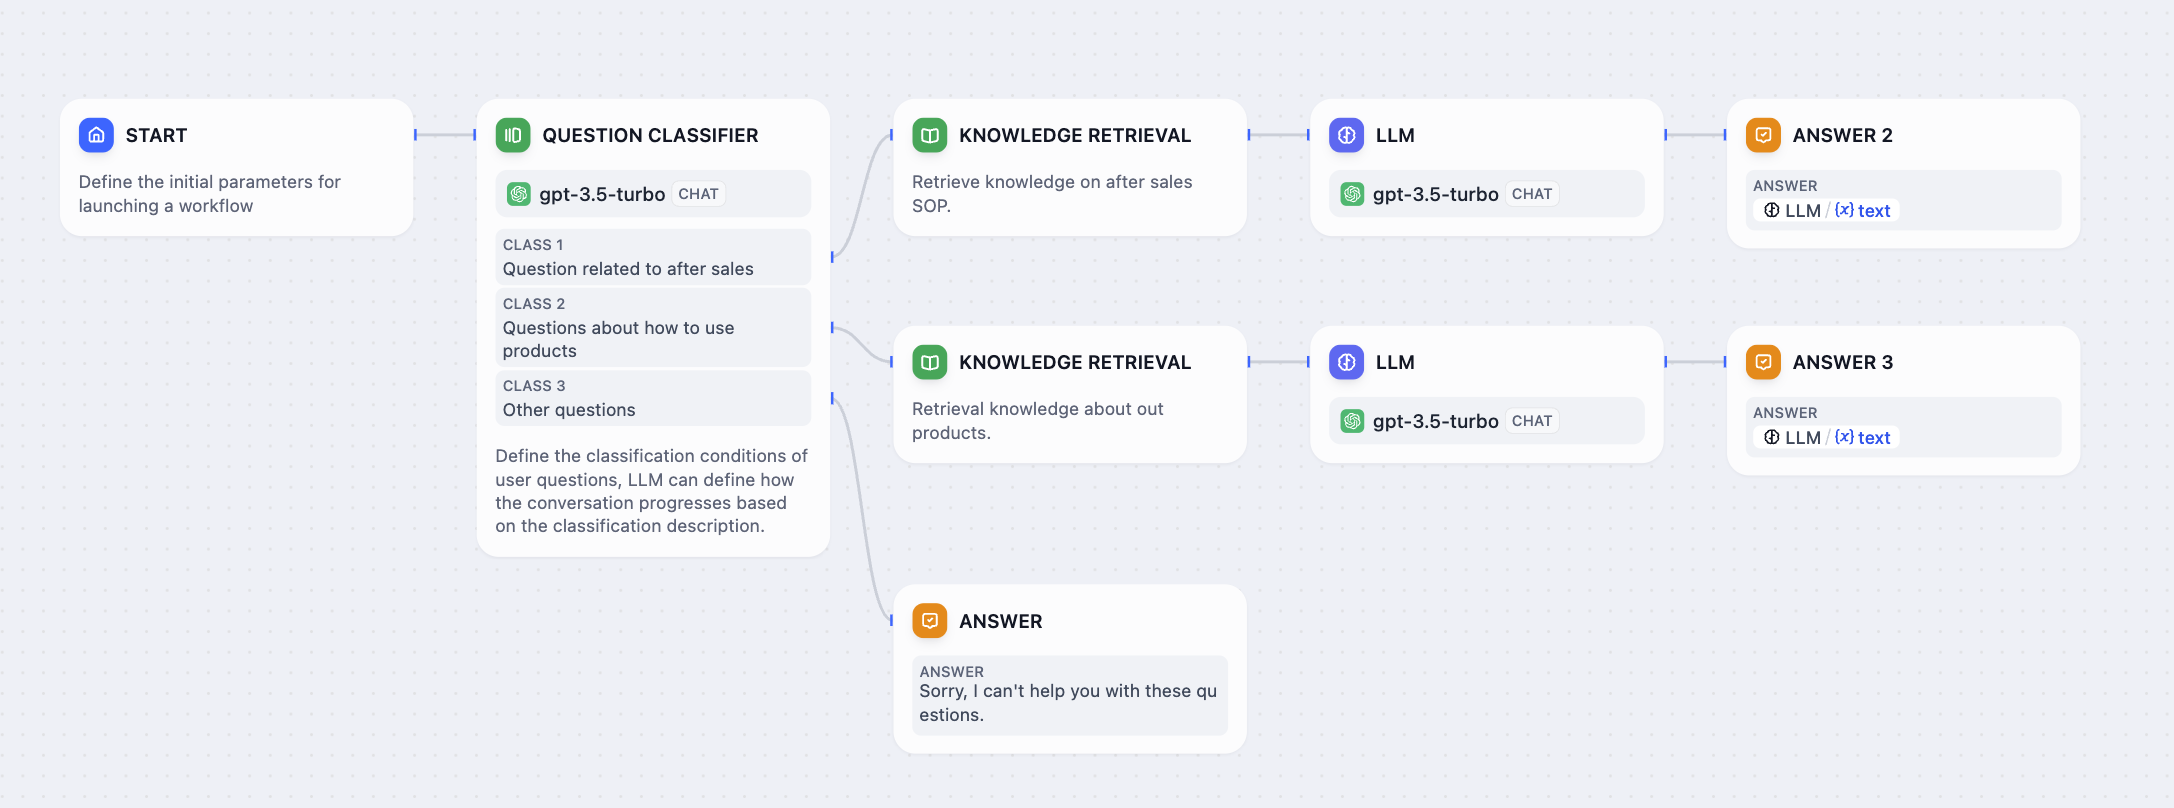 START
Define the initial parameters for
launching a workflow
QUESTION CLASSIFIER
gpt-3.5-turbo CHAT
CLASS 1
Question related to after sales
CLASS 2
Questions about how to use
products
CLASS 3
Other questions
Define the classification conditions of
user questions, LLM can define how
the conversation progresses based
on the classification description.
KNOWLEDGE RETRIEVAL
Retrieve knowledge on after sales
SOP.
LLM
gpt-3.5-turbo CHAT
ANSWER 2
ANSWER
LLM / {x} text
KNOWLEDGE RETRIEVAL
Retrieval knowledge about out
products.
LLM
gpt-3.5-turbo CHAT
ANSWER 3
ANSWER
LLM / {x} text
ANSWER
ANSWER
Sorry, I can't help you with these qu
estions.